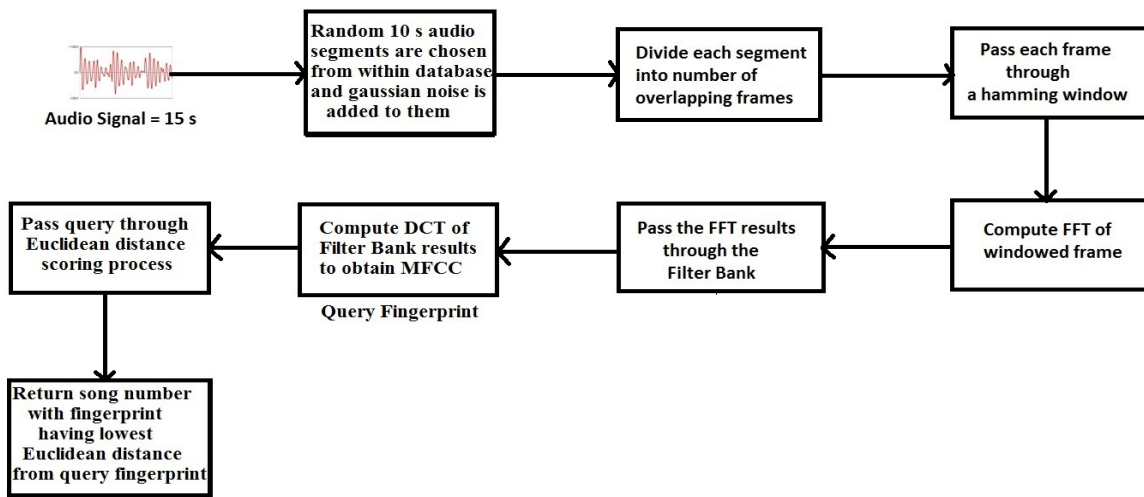 Audio Signal = 15 s
Random 10 s audio
segments are chosen
from within database
and gaussian noise is
added to them
Divide each segment
into number of
overlapping frames
Pass each frame
through
a hamming window
Compute FFT of
windowed frame
Pass the FFT results
through the
Filter Bank
Compute DCT of
Filter Bank results
to obtain MFCC
Query Fingerprint
Pass query through
Euclidean distance
scoring process
Return song number
with fingerprint
having lowest
Euclidean distance
from query fingerprint